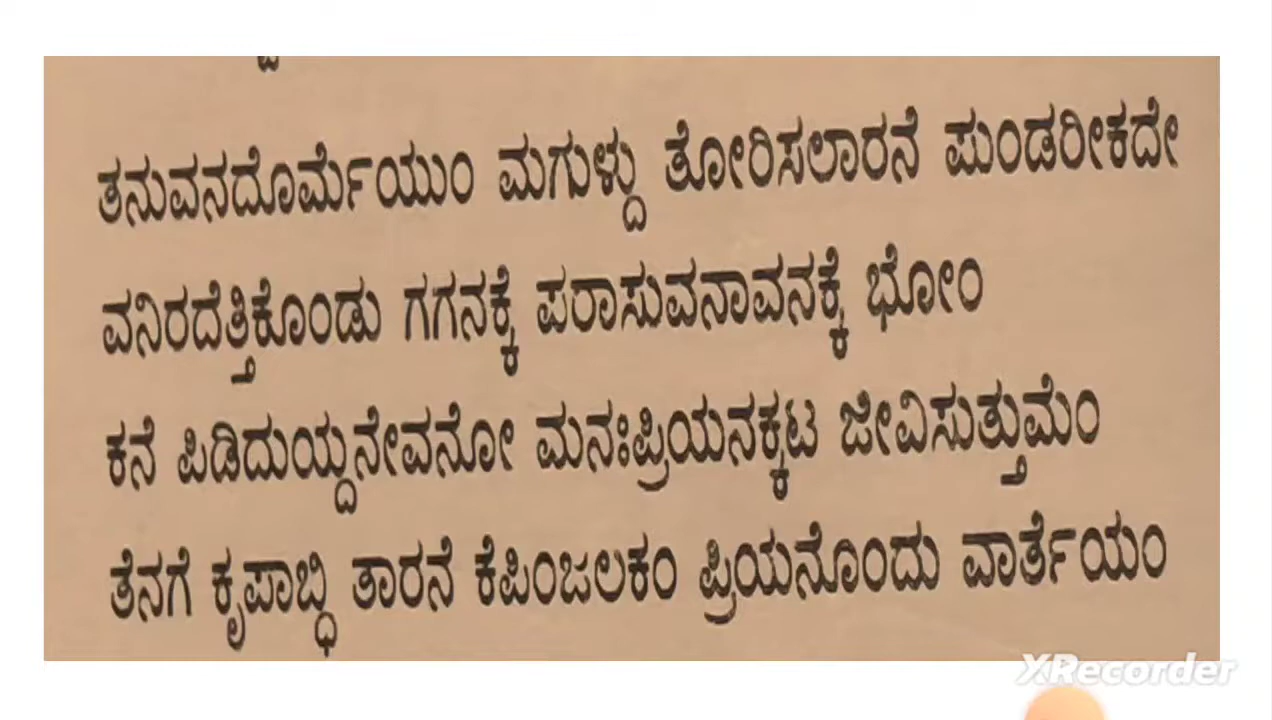 ತನುವನದೊರ್ಮೆಯುಂ ಮಗುಳ್ದು ತೋರಿಸಲಾರನೆ ಪುಂಡರೀಕದೇ
ವನಿರದೆತ್ತಿಕೊಂಡು ಗಗನಕ್ಕೆ ಪರಾಸುವನಾವನಕ್ಕೆ ಭೋಂ
ಕನೆ ಪಿಡಿದುಯ್ದನೇವನೋ ಮನಃಪ್ರಿಯನಕ್ಕಟ ಜೀವಿಸುತ್ತುಮೆಂ
ತೆನಗೆ ಕೃಪಾಬ್ಧಿ ತಾರನೆ ಕೆಪಿಂಜಲಕಂ ಪ್ರಿಯನೊಂದು ವಾರ್ತೆಯಂ
XRecorder